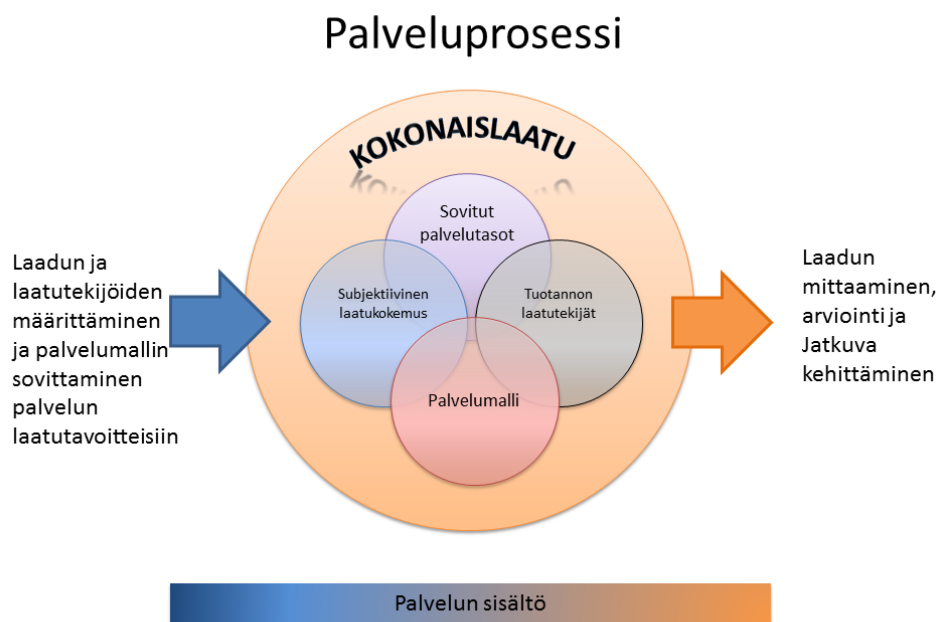 Palveluprosessi
KOKONAISLAATU
Sovitut
palvelutasot
Laadun ja
laatutekijöiden
määrittäminen
ja palvelumallin
sovittaminen
palvelun
laatutavoitteisiin
Subjektiivinen
laatukokemus
Tuotannon
laatutekijät
Palvelumalli
Laadun
mittaaminen,
arviointi ja
Jatkuva
kehittäminen
Palvelun sisältö